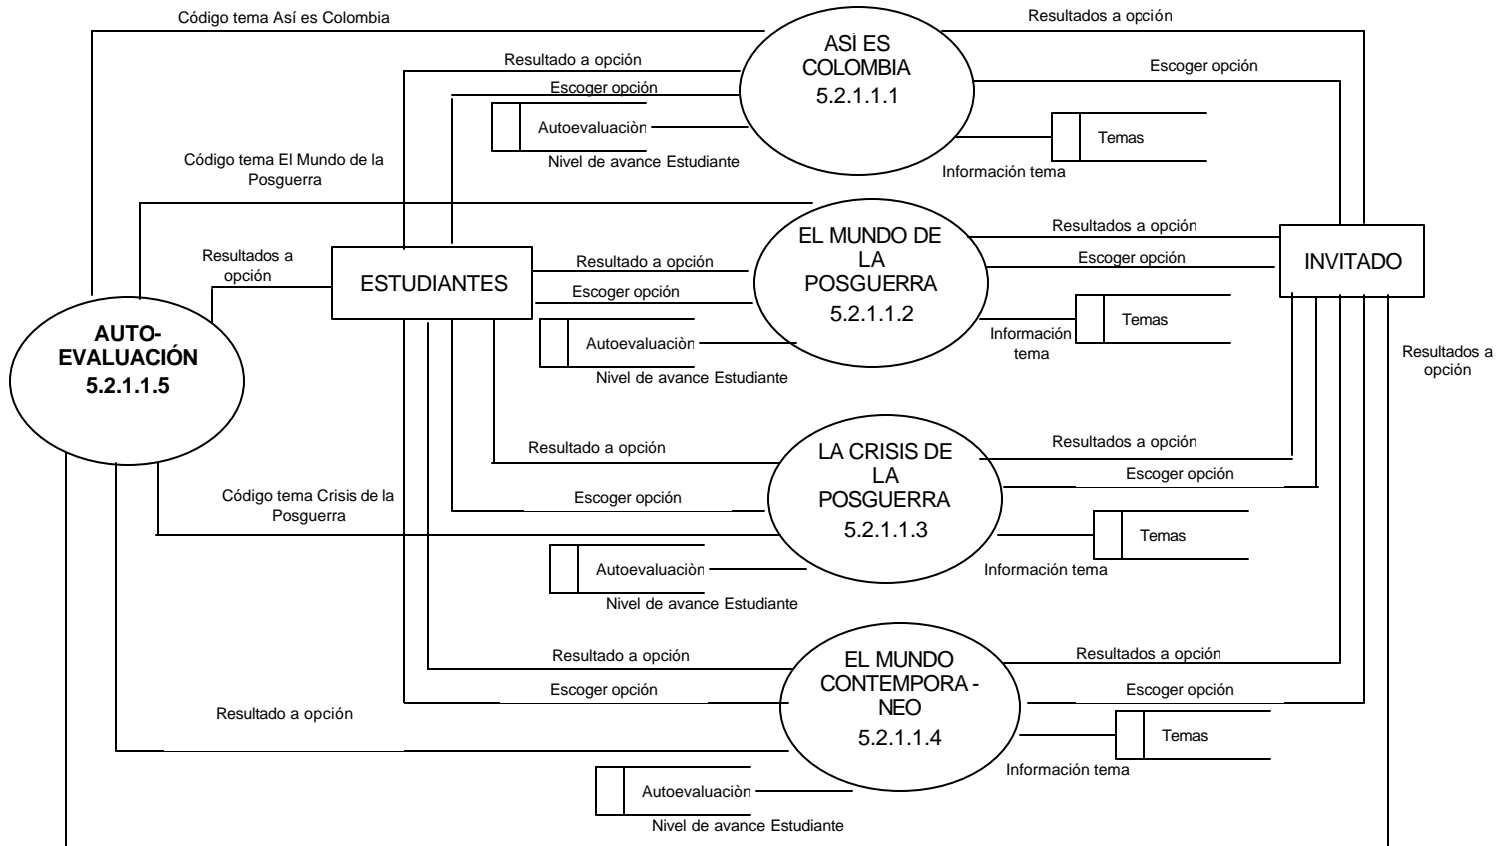 Código tema Así es Colombia
Resultados a opción
ASÍ ES
COLOMBIA
5.2.1.1.1
Resultado a opción
Escoger opción
Escoger opción
Autoevaluaciòn
Nivel de avance Estudiante
Temas
Información tema
Código tema El Mundo de la
Posguerra
EL MUNDO DE
LA
POSGUERRA
5.2.1.1.2
Resultados a opción
Escoger opción
INVITADO
Resultados a
opción
ESTUDIANTES
Resultado a opción
Escoger opción
Autoevaluaciòn
Nivel de avance Estudiante
Información
tema
Temas
AUTO-
EVALUACIÓN
5.2.1.1.5
Resultados a
opción
LA CRISIS DE
LA
POSGUERRA
5.2.1.1.3
Resultado a opción
Resultados a opción
Escoger opción
Código tema Crisis de la
Posguerra
Escoger opción
Temas
Información tema
Autoevaluaciòn
Nivel de avance Estudiante
EL MUNDO
CONTEMPORA -
NEO
5.2.1.1.4
Resultado a opción
Resultados a opción
Escoger opción
Escoger opción
Resultado a opción
Temas
Información tema
Autoevaluaciòn
Nivel de avance Estudiante